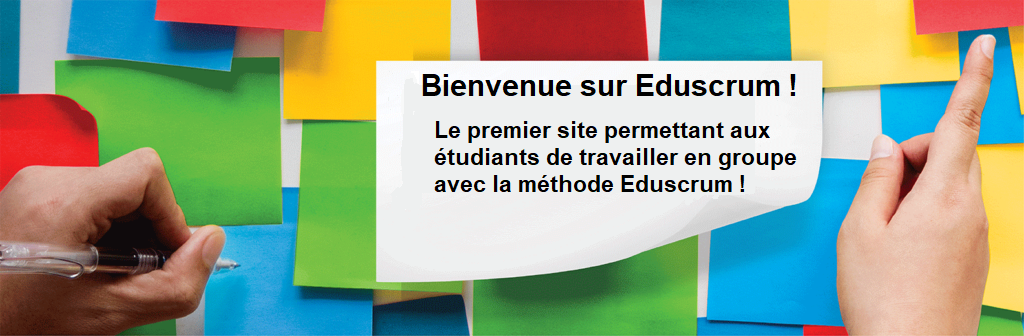 Bienvenue sur Eduscrum !
Le premier site permettant aux
étudiants de travailler en groupe
avec la méthode Eduscrum !